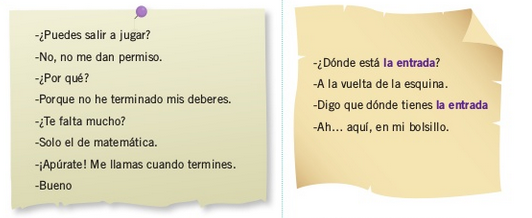 -¿Puedes salir a jugar?
-No, no me dan permiso.
-¿Por qué?
-Porque no he terminado mis deberes.
-¿Te falta mucho?
-Solo el de matemática.
-¡Apúrate! Me llamas cuando termines.
-Bueno
-¿Dónde está la entrada?
-A la vuelta de la esquina.
-Digo que dónde tienes la entrada
-Ah... aquí, en mi bolsillo.